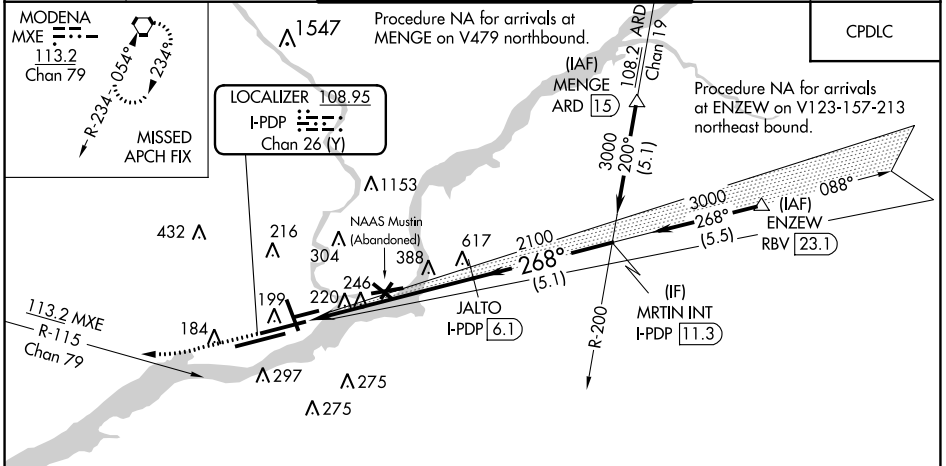 MODENA
MXE
113.2
Chan 79
R-234
054°
234°
MISSED
APCH FIX
1547
Procedure NA for arrivals at
MENGE on V479 northbound.
108.2 ARD
Chan 19
CPDLC
(IAF)
MENGE
ARD 15
Procedure NA for arrivals
at ENZEW on V123-157-213
northeast bound.
LOCALIZER 108.95
I-PDP
Chan 26 (Y)
3000
200°
(5.1)
1153
3000
088°
268°
(5.5)
(IAF)
ENZEW
RBV 23.1
NAAS Mustin
(Abandoned)
432
216
304
388
617
2100
268°
(5.1)
246
220
199
184
JALTO
I-PDP 6.1
(IF)
MRTIN INT
I-PDP 11.3
R-200
113.2 MXE
R-115
Chan 79
297
275
275